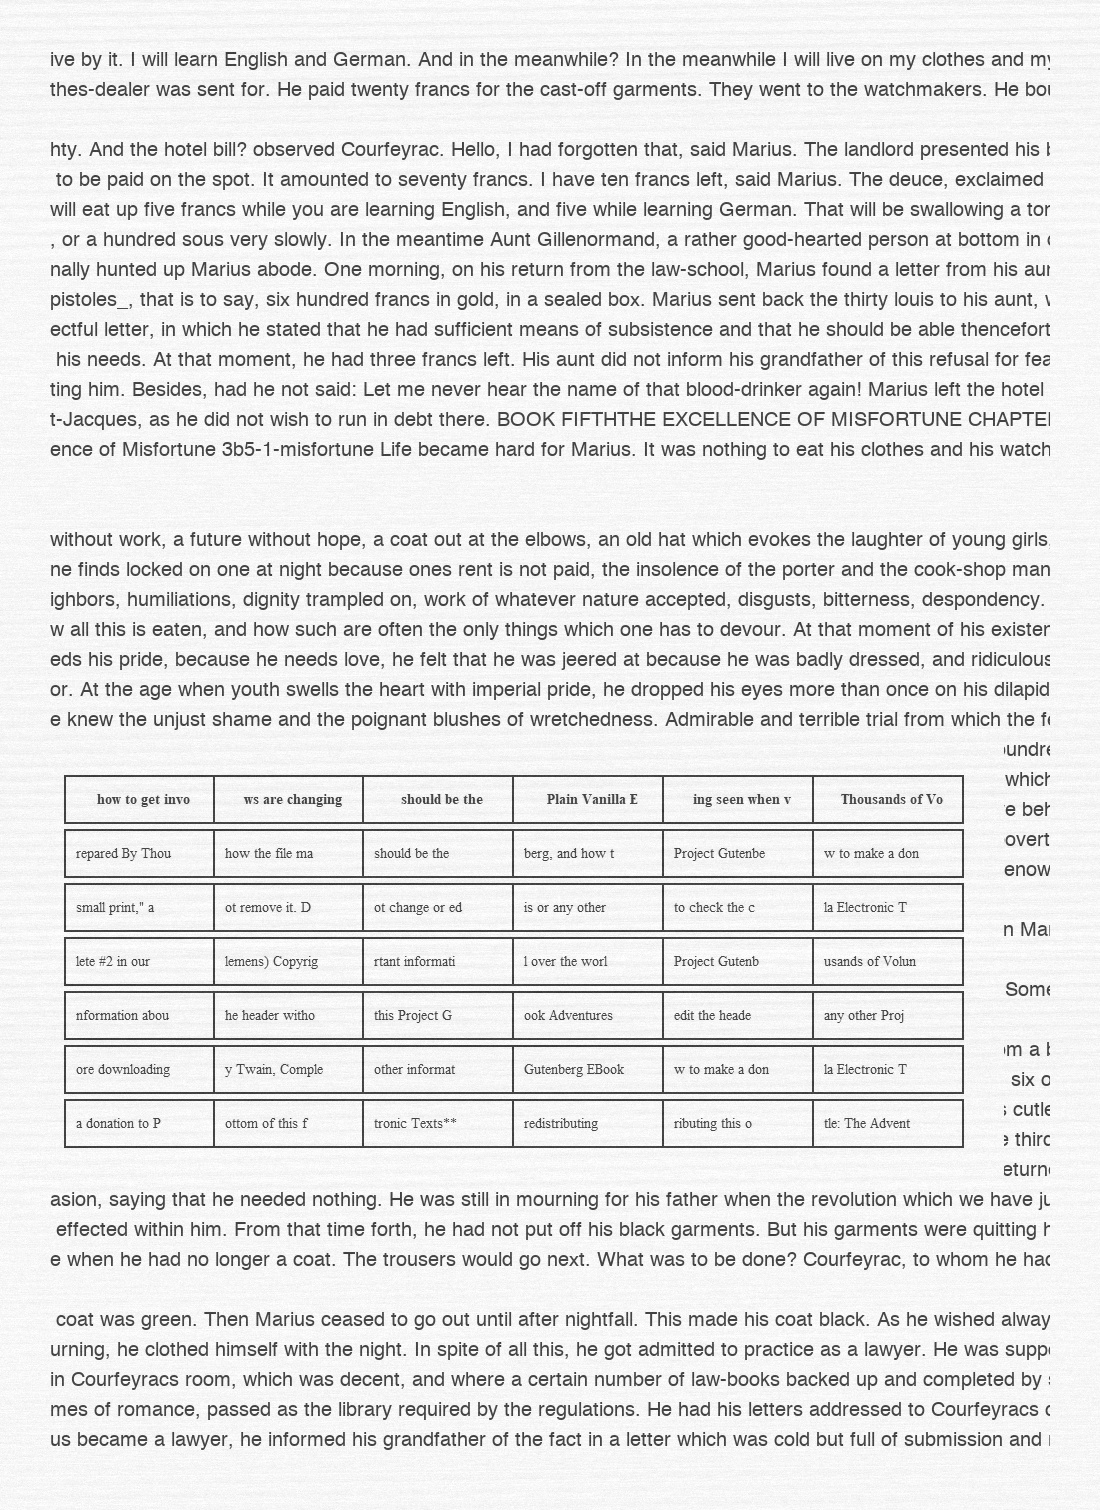 ive by it. I will learn English and German. And in the meanwhile? In the meanwhile I will live on my clothes and my
thes-dealer was sent for. He paid twenty francs for the cast-off garments. They went to the watchmakers. He
hty. And the hotel bill? observed Courfeyrac. Hello, I had forgotten that, said Marius. The landlord presented his
to be paid on the spot. It amounted to seventy francs. I have ten francs left, said Marius. The deuce, exclaimed
will eat up five francs while you are learning English, and five while learning German. That will be swallowing a
, or a hundred sous very slowly. In the meantime Aunt Gillenormand, a rather good-hearted person at bottom in
nally hunted up Marius abode. One morning, on his return from the law-school, Marius found a letter from his
pistoles_, that is to say, six hundred francs in gold, in a sealed box. Marius sent back the thirty louis to his aunt,
ectful letter, in which he stated that he had sufficient means of subsistence and that he should be able thencefort
his needs. At that moment, he had three francs left. His aunt did not inform his grandfather of this refusal for fea
ting him. Besides, had he not said: Let me never hear the name of that blood-drinker again! Marius left the hotel
t-Jacques, as he did not wish to run in debt there. BOOK FIFTHTHE EXCELLENCE OF MISFORTUNE
ence of Misfortune 3b5-1-misfortune Life became hard for Marius. It was nothing to eat his clothes and his watch
without work, a future without hope, a coat out at the elbows, an old hat which evokes the laughter of young girls
ne finds locked on one at night because ones rent is not paid, the insolence of the porter and the cook-shop man
ighbors, humiliations, dignity trampled on, work of whatever nature accepted, disgusts, bitterness, despondency.
w all this is eaten, and how such are often the only things which one has to devour. At that moment of his
eds his pride, because he needs love, he felt that he was jeered at because he was badly dressed, and ridiculous
or. At the age when youth swells the heart with imperial pride, he dropped his eyes more than once on his dilapid
e knew the unjust shame and the poignant blushes of wretchedness. Admirable and terrible trial from which the
undre
which
e beh
overt
enow
how to get invo ws are changing should be the Plain Vanilla E ing seen when v Thousands of Vo
repared By Thou how the file ma should be the berg, and how t Project Gutenbe w to make a don
small print," a ot remove it. D ot change or ed is or any other to check the c la Electronic T
lete #2 in our lemens) Copyrig rtant informati l over the worl Project Gutenb usands of Volun
nformation abou he header witho this Project G ook Adventures edit the heade any other Proj
ore downloading y Twain, Comple other informat Gutenberg EBook w to make a don la Electronic T
a donation to P ottom of this f tronic Texts** redistributing ributing this o tle: The Advent
n Mar
Some
m a
six
cutle
third
eturne
asion, saying that he needed nothing. He was still in mourning for his father when the revolution which we have
effected within him. From that time forth, he had not put off his black garments. But his garments were quitting
e when he had no longer a coat. The trousers would go next. What was to be done? Courfeyrac, to whom he had
coat was green. Then Marius ceased to go out until after nightfall. This made his coat black. As he wished alway
urning, he clothed himself with the night. In spite of all this, he got admitted to practice as a lawyer. He was
in Courfeyracs room, which was decent, and where a certain number of law-books backed up and completed by
mes of romance, passed as the library required by the regulations. He had his letters addressed to Courfeyracs
us became a lawyer, he informed his grandfather of the fact in a letter which was cold but full of submission and